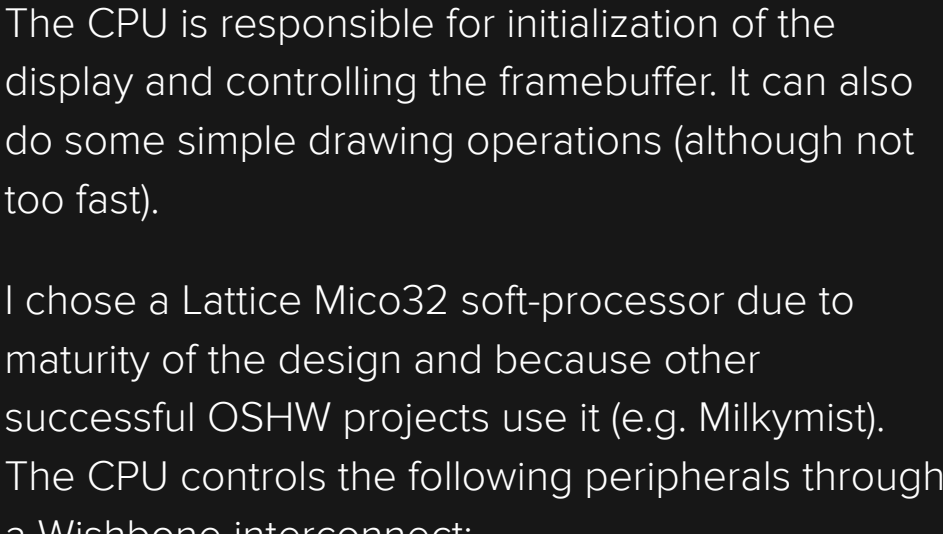 The CPU is responsible for initialization of the
display and controlling the framebuffer. It can also
do some simple drawing operations (although not
too fast).
I chose a Lattice Mico32 soft-processor due to
maturity of the design and because other
successful OSHW projects use it (e.g. Milkymist).
The CPU controls the following peripherals through
a Wishbone interconnect: